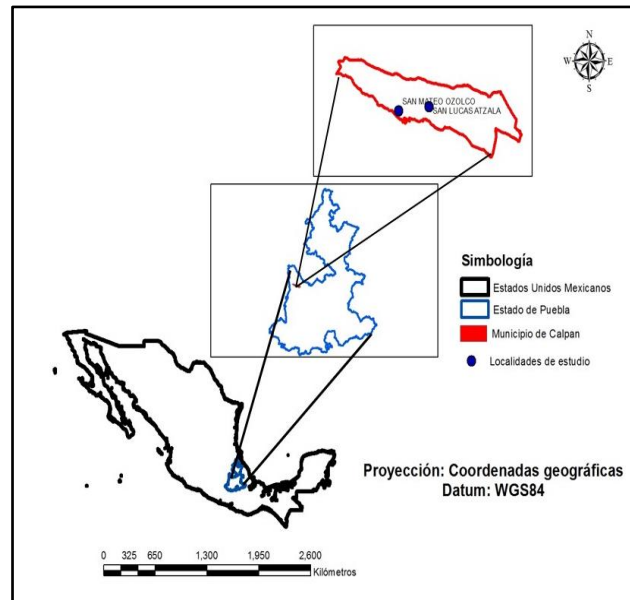 N
W E
S
SAN MATEO OZOLCO
SAN LUCAS ATZALA
Simbología
Estados Unidos Mexicanos
Estado de Puebla
Municipio de Calpan
Localidades de estudio
Proyección: Coordenadas geográficas
Datum: WGS84
0 325 650 1,300 1,950 2,600
Kilómetros